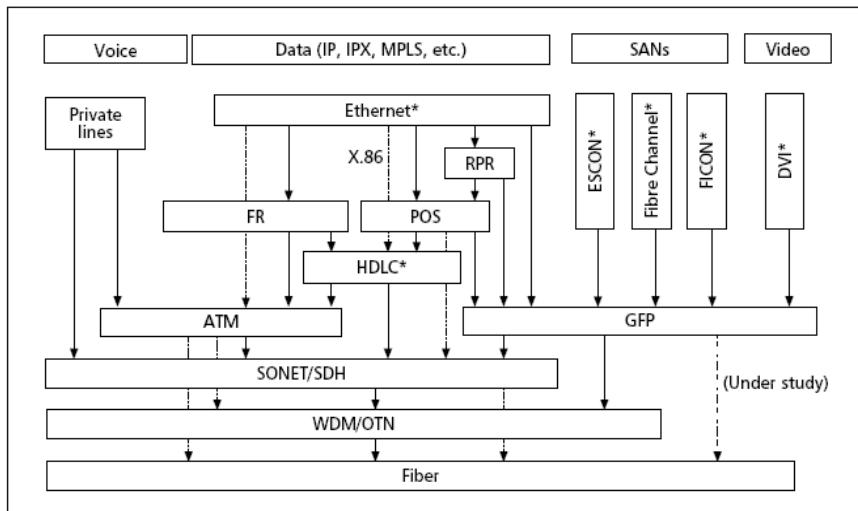 Voice
Data (IP, IPX, MPLS, etc.)
SANs
Video
Private
lines
Ethernet*
ESCON*
Fibre Channel*
FICON*
DVI*
X.86
RPR
FR
POS
HDLC*
ATM
GFP
SONET/SDH
(Under study)
WDM/OTN
Fiber